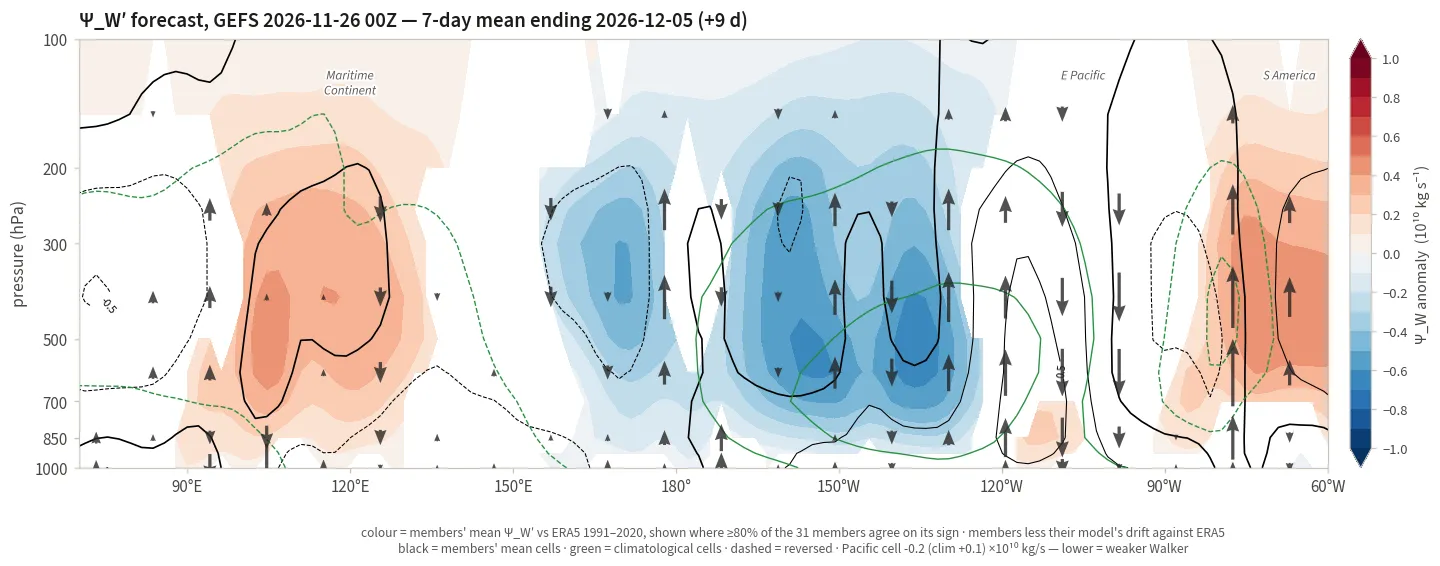 Ψ_W′ forecast, GEFS 2026-11-26 00Z — 7-day mean ending 2026-12-05 (+9 d)
100
200
300
400
500
700
850
1000
pressure (hPa)
Maritime
Continent
E Pacific
S America
-0.5
0.5
90°E
120°E
150°E
180°
150°W
120°W
90°W
60°W
1.0
0.8
0.6
0.4
0.2
0.0
−0.2
−0.4
−0.6
−0.8
−1.0
Ψ_W anomaly (10¹⁰ kg s⁻¹)
colour = members' mean Ψ_W′ vs ERA5 1991–2020, shown where ≥80% of the 31 members agree on its sign · members less their model's drift against ERA5
black = members' mean cells · green = climatological cells · dashed = reversed · Pacific cell -0.2 (clim +0.1) ×10¹⁰ kg/s — lower = weaker Walker